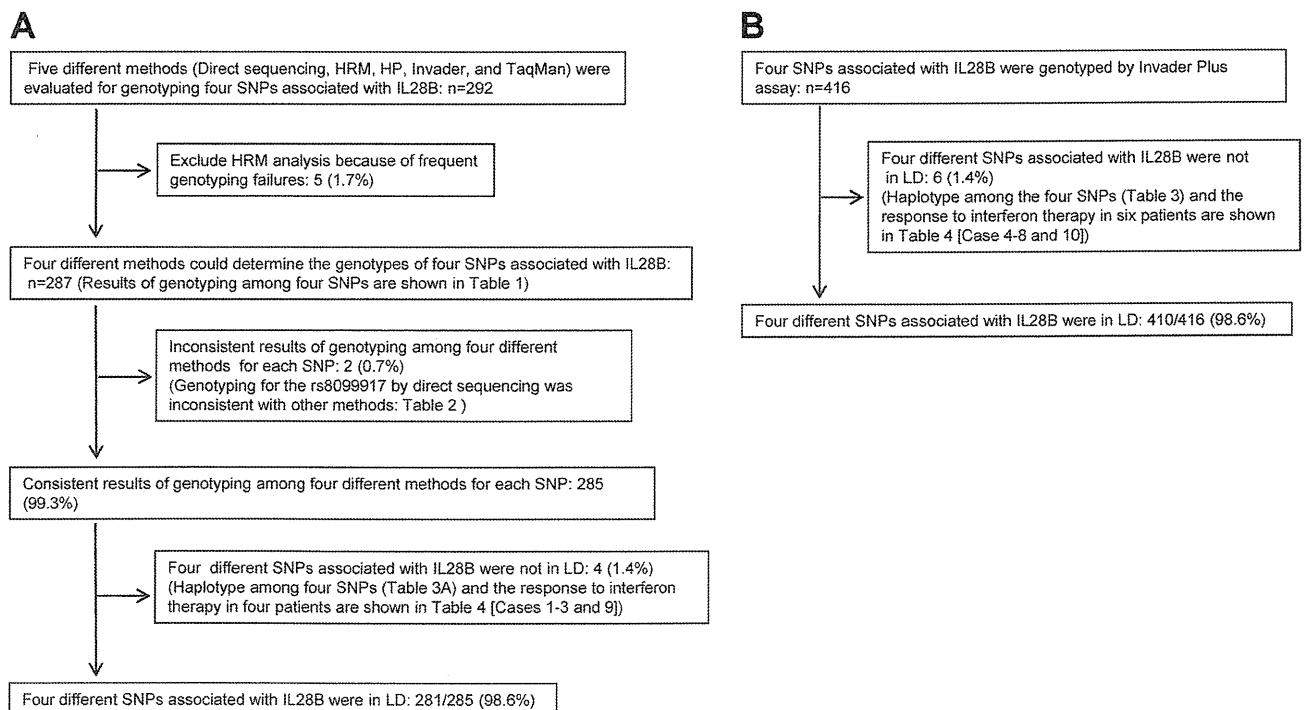 A
Five different methods (Direct sequencing, HRM, HP, Invader, and TaqMan) were
evaluated for genotyping four SNPs associated with IL28B: n=292
Exclude HRM analysis because of frequent
genotyping failures: 5 (1.7%)
Four different methods could determine the genotypes of four SNPs associated with IL28B:
n=287 (Results of genotyping among four SNPs are shown in Table 1)
Inconsistent results of genotyping among four different
methods for each SNP: 2 (0.7%)
(Genotyping for the rs8099917 by direct sequencing was
inconsistent with other methods: Table 2 )
Consistent results of genotyping among four different methods for each SNP: 285
(99.3%)
Four different SNPs associated with IL28B were not in LD: 4 (1.4%)
(Haplotype among four SNPs (Table 3A) and the response to interferon
therapy in four patients are shown in Table 4 [Cases 1-3 and 9])
Four different SNPs associated with IL28B were in LD: 281/285 (98.6%)
B
Four SNPs associated with IL28B were genotyped by Invader Plus
assay: n=416
Four different SNPs associated with IL28B were not
in LD: 6 (1.4%)
(Haplotype among the four SNPs (Table 3) and the
response to interferon therapy in six patients are shown
in Table 4 [Case 4-8 and 10])
Four different SNPs associated with IL28B were in LD: 410/416 (98.6%)